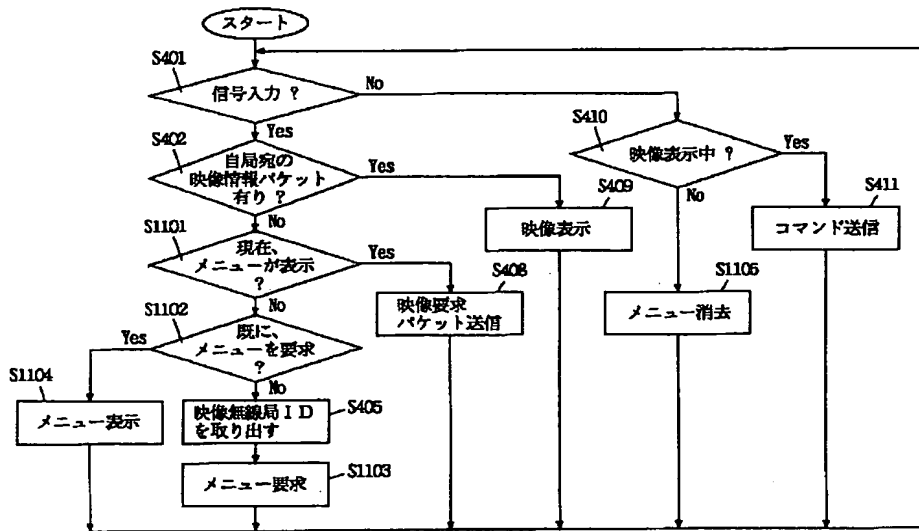 スタート
S401
信号入力 ?
No
Yes
S402
自局宛の
映像情報パケット
有り ?
Yes
No
S410
映像表示中 ?
Yes
No
S409
映像表示
S411
コマンド送信
S1101
現在、
メニューが表示
?
Yes
No
S408
映像要求
パケット送信
S1105
メニュー消去
S1102
既に、
メニューを要求
?
Yes
No
S1104
メニュー表示
S405
映像無線局ID
を取り出す
S1103
メニュー要求